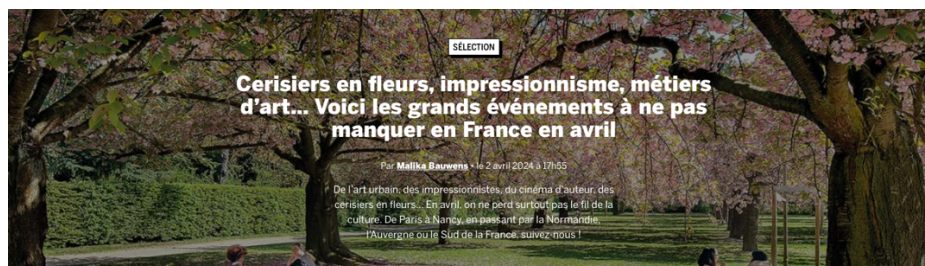 SÉLECTION
Cerisiers en fleurs, impressionnisme, métiers
d’art… Voici les grands événements à ne pas
manquer en France en avril
Par Malika Bauwens • le 2 avril 2024 à 17h55
De l’art urbain, des impressionnistes, du cinéma d’auteur, des
cerisiers en fleurs… En avril, on ne perd surtout pas le fil de la
culture. De Paris à Nancy, en passant par la Normandie,
l’Auvergne ou le Sud de la France, suivez-nous !